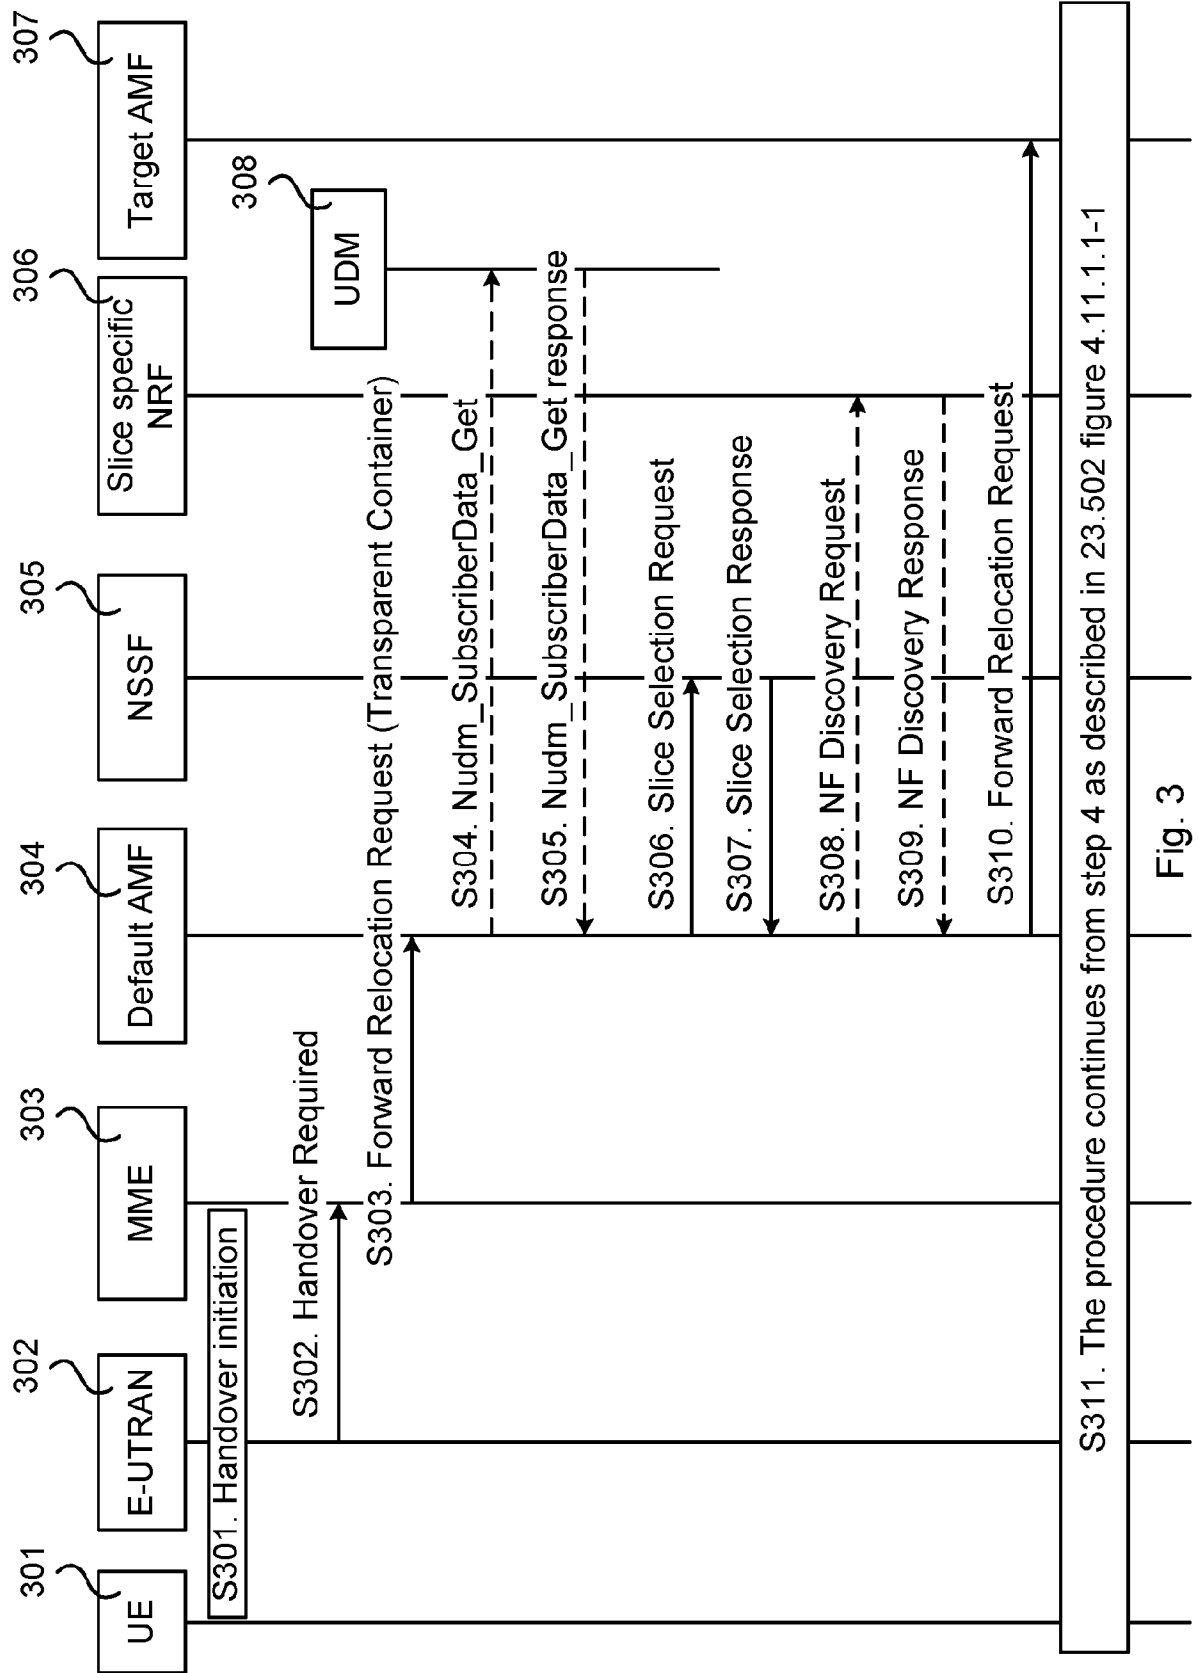 301
302
303
304
305
306
307
UE
E-UTRAN
MME
Default AMF
NSSF
Slice specific
NRF
Target AMF
308
UDM
S301. Handover initiation
S302. Handover Required
S303. Forward Relocation Request (Transparent Container)
S304. Nudm_SubscriberData_Get
S305. Nudm_SubscriberData_Get response
S306. Slice Selection Request
S307. Slice Selection Response
S308. NF Discovery Request
S309. NF Discovery Response
S310. Forward Relocation Request
S311. The procedure continues from step 4 as described in 23.502 figure 4.11.1.1-1
Fig. 3